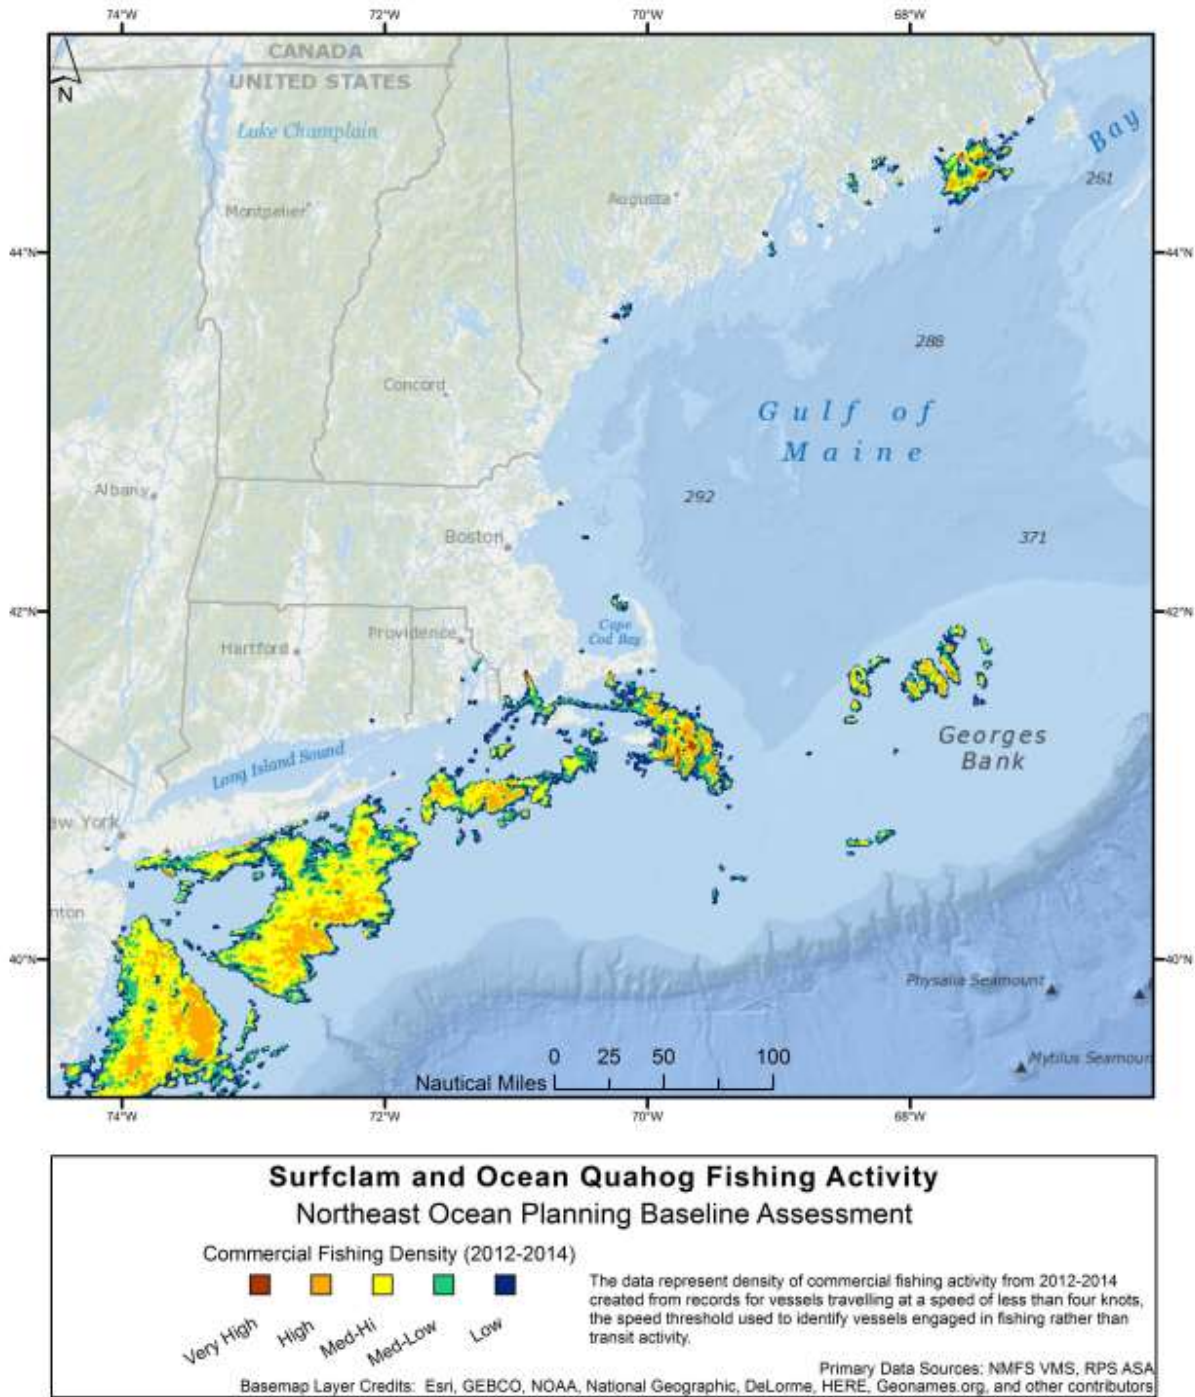 74°W 72°W 70°W 68°W
N
CANADA
UNITED STATES
Lake Champlain
Bay
261
Montpelier
Augusta
44°N 44°N
288
Concord
Gulf of
Maine
292
Albany
Boston
371
42°N 42°N
Cape
Cod Bay
Providence
Hartford
Georges
Bank
Long Island Sound
ew York
nton
40°N 40°N
Physalia Seamount
Mytilus Seamoun
0 25 50 100
Nautical Miles
74°W 72°W 70°W 68°W
Surfclam and Ocean Quahog Fishing Activity
Northeast Ocean Planning Baseline Assessment
Commercial Fishing Density (2012-2014)
Very High High Med-Hi Med-Low Low
The data represent density of commercial fishing activity from 2012-2014
created from records for vessels travelling at a speed of less than four knots,
the speed threshold used to identify vessels engaged in fishing rather than
transit activity.
Primary Data Sources: NMFS VMS, RPS ASA
Basemap Layer Credits: Esri, GEBCO, NOAA, National Geographic, DeLorme, HERE, Geonames.org, and other contributors